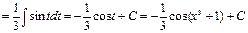 = 1/3 ∫ sin t dt = −1/3 cos t + C = −1/3 cos(x³ + 1) + C